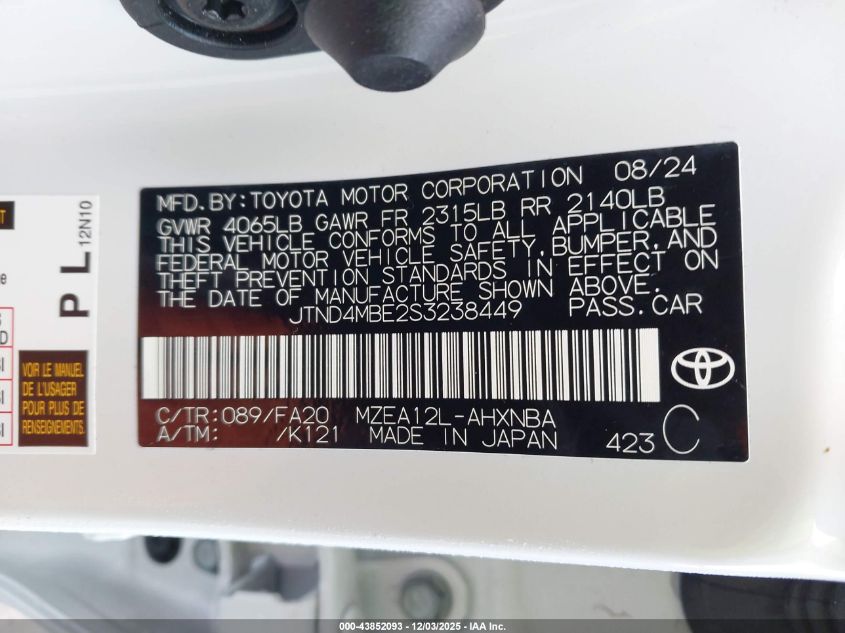 MFD.BY:TOYOTA MOTOR CORPORATION 08/24
GVWR 4065LB GAWR FR 2315LB RR 2140LB
THIS VEHICLE CONFORMS TO ALL APPLICABLE
FEDERAL MOTOR VEHICLE SAFETY,BUMPER,AND
THEFT PREVENTION STANDARDS IN EFFECT ON
THE DATE OF MANUFACTURE SHOWN ABOVE.
JTND4MBE2S3238449 PASS.CAR
C/TR:089/FA20 MZEA12L-AHXNBA
A/TM: /K121 MADE IN JAPAN 423 C
P L
12N10
VOIR LE MANUEL
DE L'USAGER
POUR PLUS DE
RENSEIGNEMENTS
000-43852093 - 12/03/2025 - IAA Inc.